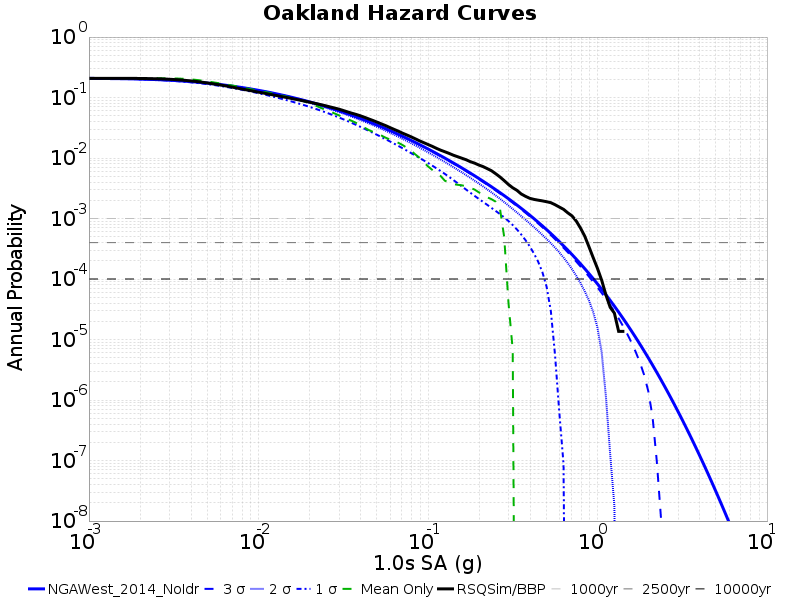 Oakland Hazard Curves
Annual Probability
10^0
10^-1
10^-2
10^-3
10^-4
10^-5
10^-6
10^-7
10^-8
10^-3 10^-2 10^-1 10^0 10^1
1.0s SA (g)
NGAWest_2014_NoIdr 3 σ 2 σ 1 σ Mean Only RSQSim/BBP 1000yr 2500yr 10000yr